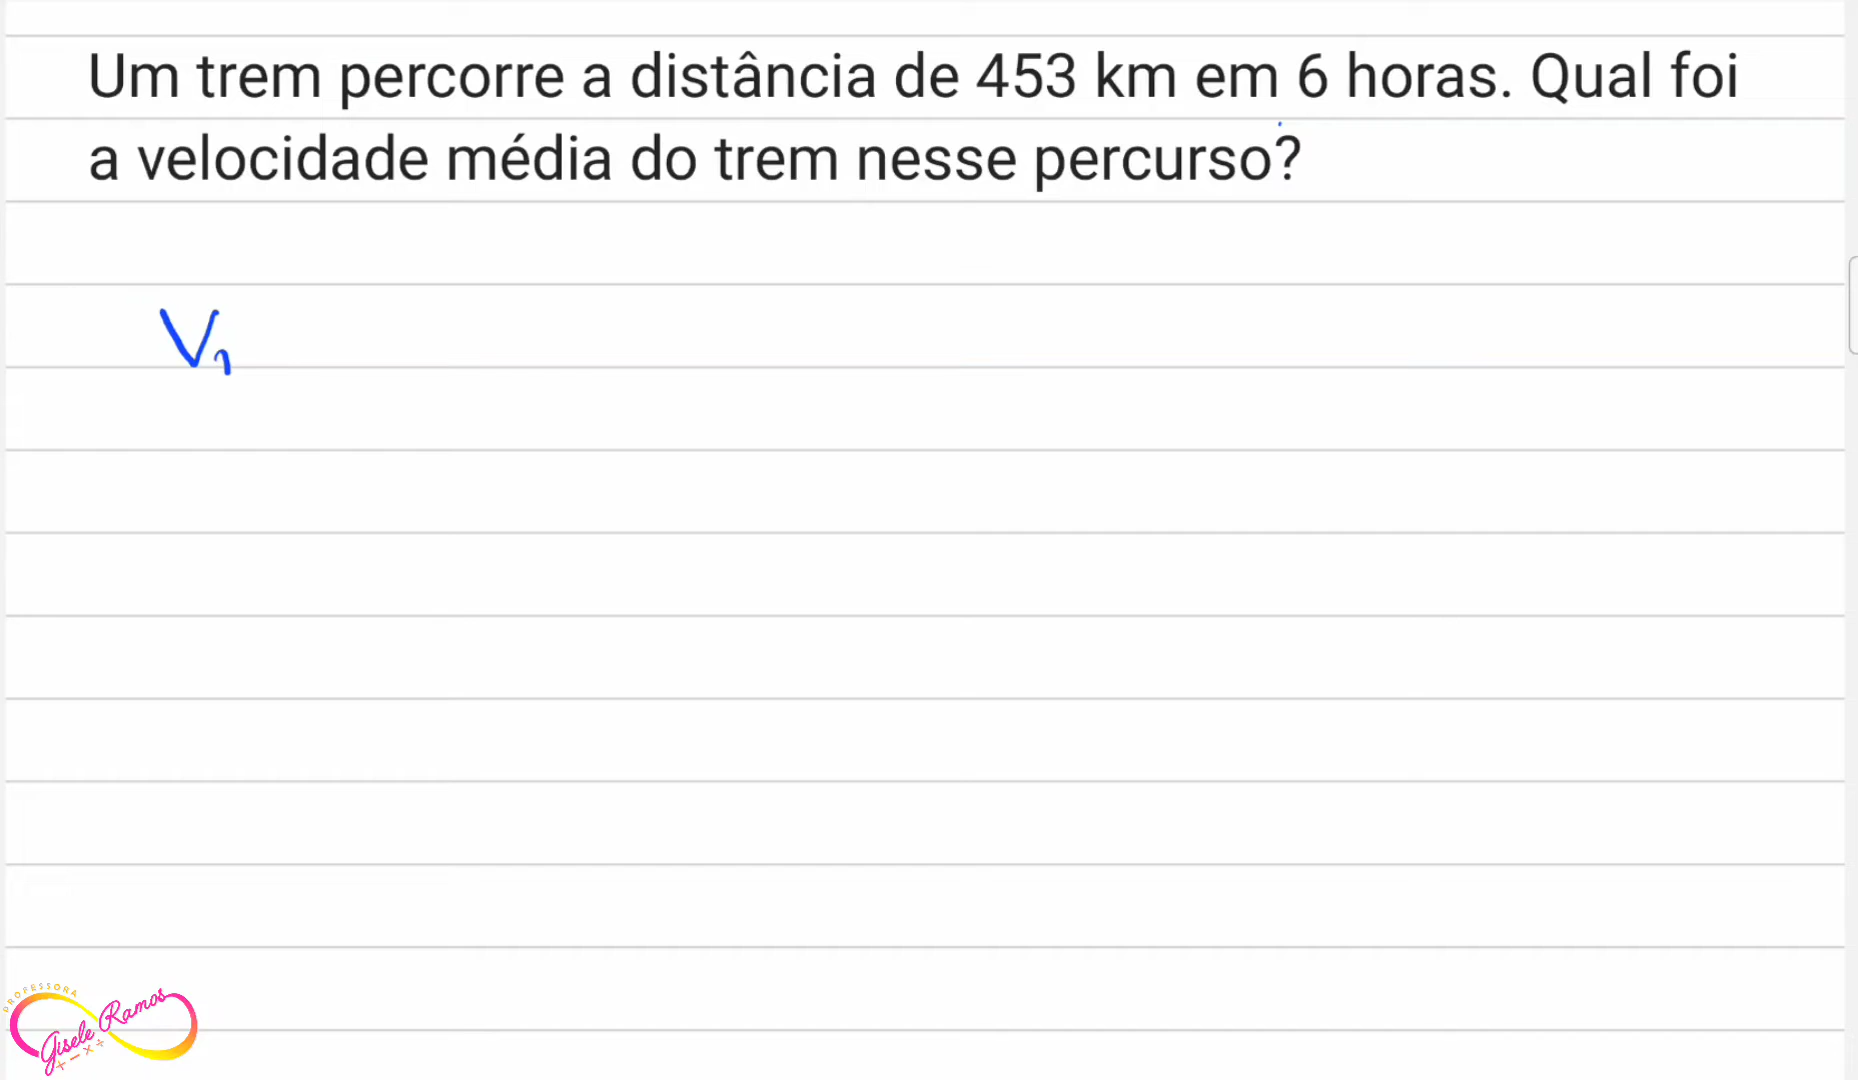 Um trem percorre a distância de 453 km em 6 horas. Qual foi
a velocidade média do trem nesse percurso?
V
PROFESSORA
Gisele Ramos
+ − × ÷